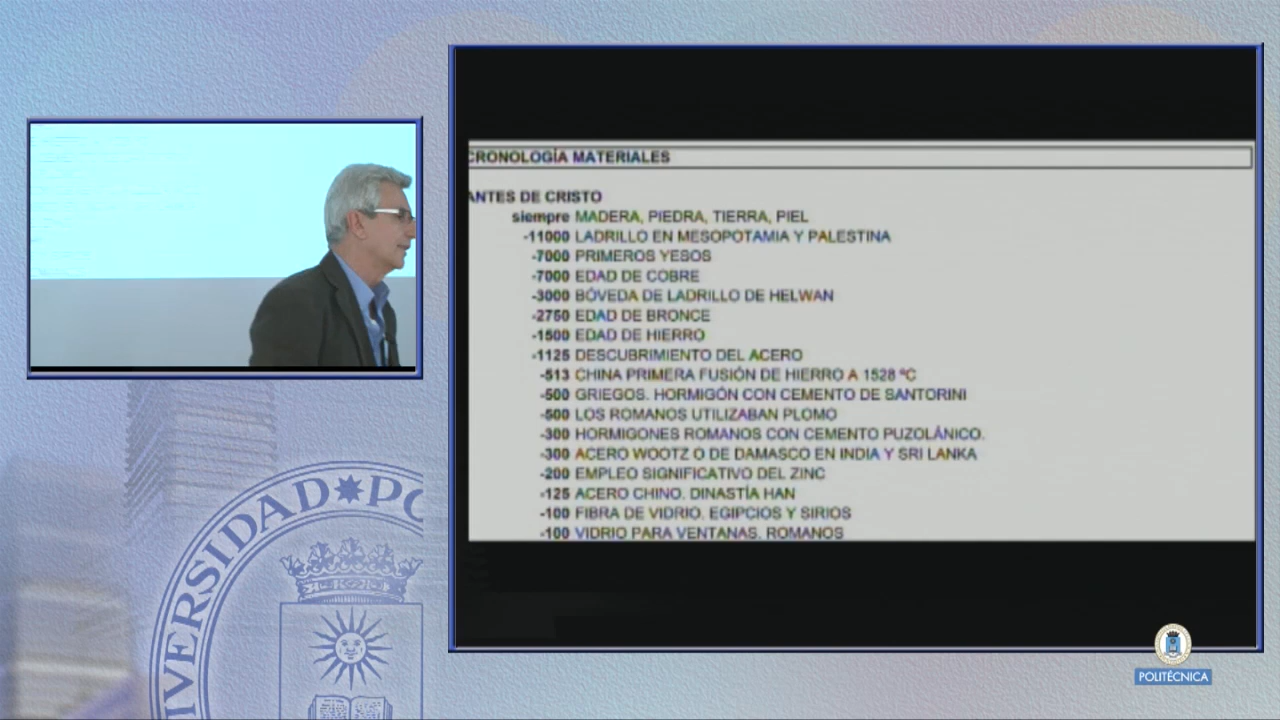 CRONOLOGÍA MATERIALES
ANTES DE CRISTO
siempre MADERA, PIEDRA, TIERRA, PIEL
-11000 LADRILLO EN MESOPOTAMIA Y PALESTINA
-7000 PRIMEROS YESOS
-7000 EDAD DE COBRE
-3000 BÓVEDA DE LADRILLO DE HELWAN
-2750 EDAD DE BRONCE
-1500 EDAD DE HIERRO
-1125 DESCUBRIMIENTO DEL ACERO
-513 CHINA PRIMERA FUSIÓN DE HIERRO A 1528 ºC
-500 GRIEGOS. HORMIGÓN CON CEMENTO DE SANTORINI
-500 LOS ROMANOS UTILIZABAN PLOMO
-300 HORMIGONES ROMANOS CON CEMENTO PUZOLÁNICO.
-300 ACERO WOOTZ O DE DAMASCO EN INDIA Y SRI LANKA
-200 EMPLEO SIGNIFICATIVO DEL ZINC
-125 ACERO CHINO. DINASTÍA HAN
-100 FIBRA DE VIDRIO. EGIPCIOS Y SIRIOS
-100 VIDRIO PARA VENTANAS. ROMANOS
IVERSIDAD PO
POLITÉCNICA